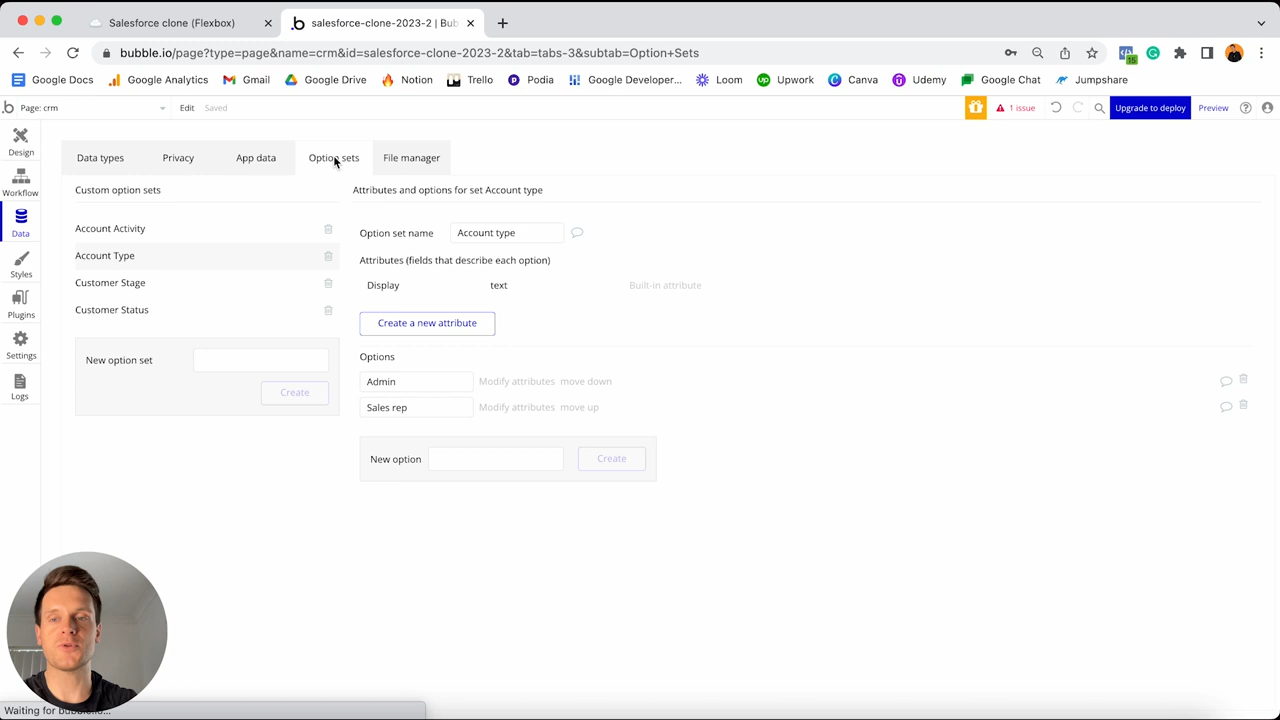 Salesforce clone (Flexbox)
salesforce-clone-2023-2 | Bub
bubble.io/page?type=page&name=crm&id=salesforce-clone-2023-2&tab=tabs-3&subtab=Option+Sets
15
Google Docs Google Analytics Gmail Google Drive Notion Trello Podia Google Developer... Loom Upwork Canva Udemy Google Chat Jumpshare
Page: crm Edit Saved 1 issue Upgrade to deploy Preview
Design
Workflow
Data
Styles
Plugins
Settings
Logs
Data types Privacy App data Option sets File manager
Custom option sets
Account Activity
Account Type
Customer Stage
Customer Status
New option set
Create
Attributes and options for set Account type
Option set name Account type
Attributes (fields that describe each option)
Display text Built-in attribute
Create a new attribute
Options
Admin Modify attributes move down
Sales rep Modify attributes move up
New option Create
Waiting for bubble.io...